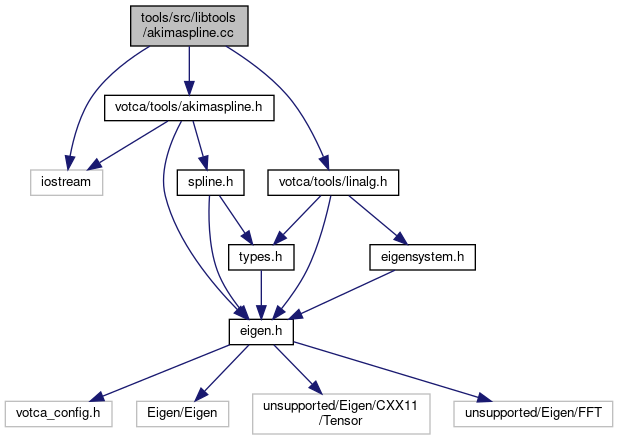 tools/src/libtools
/akimaspline.cc
votca/tools/akimaspline.h
iostream
spline.h
votca/tools/linalg.h
types.h
eigensystem.h
eigen.h
votca_config.h
Eigen/Eigen
unsupported/Eigen/CXX11
/Tensor
unsupported/Eigen/FFT